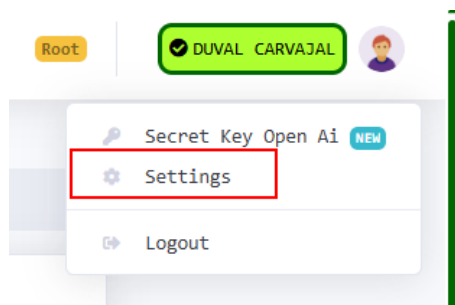 Root
DUVAL CARVAJAL
Secret Key Open Ai NEW
Settings
Logout